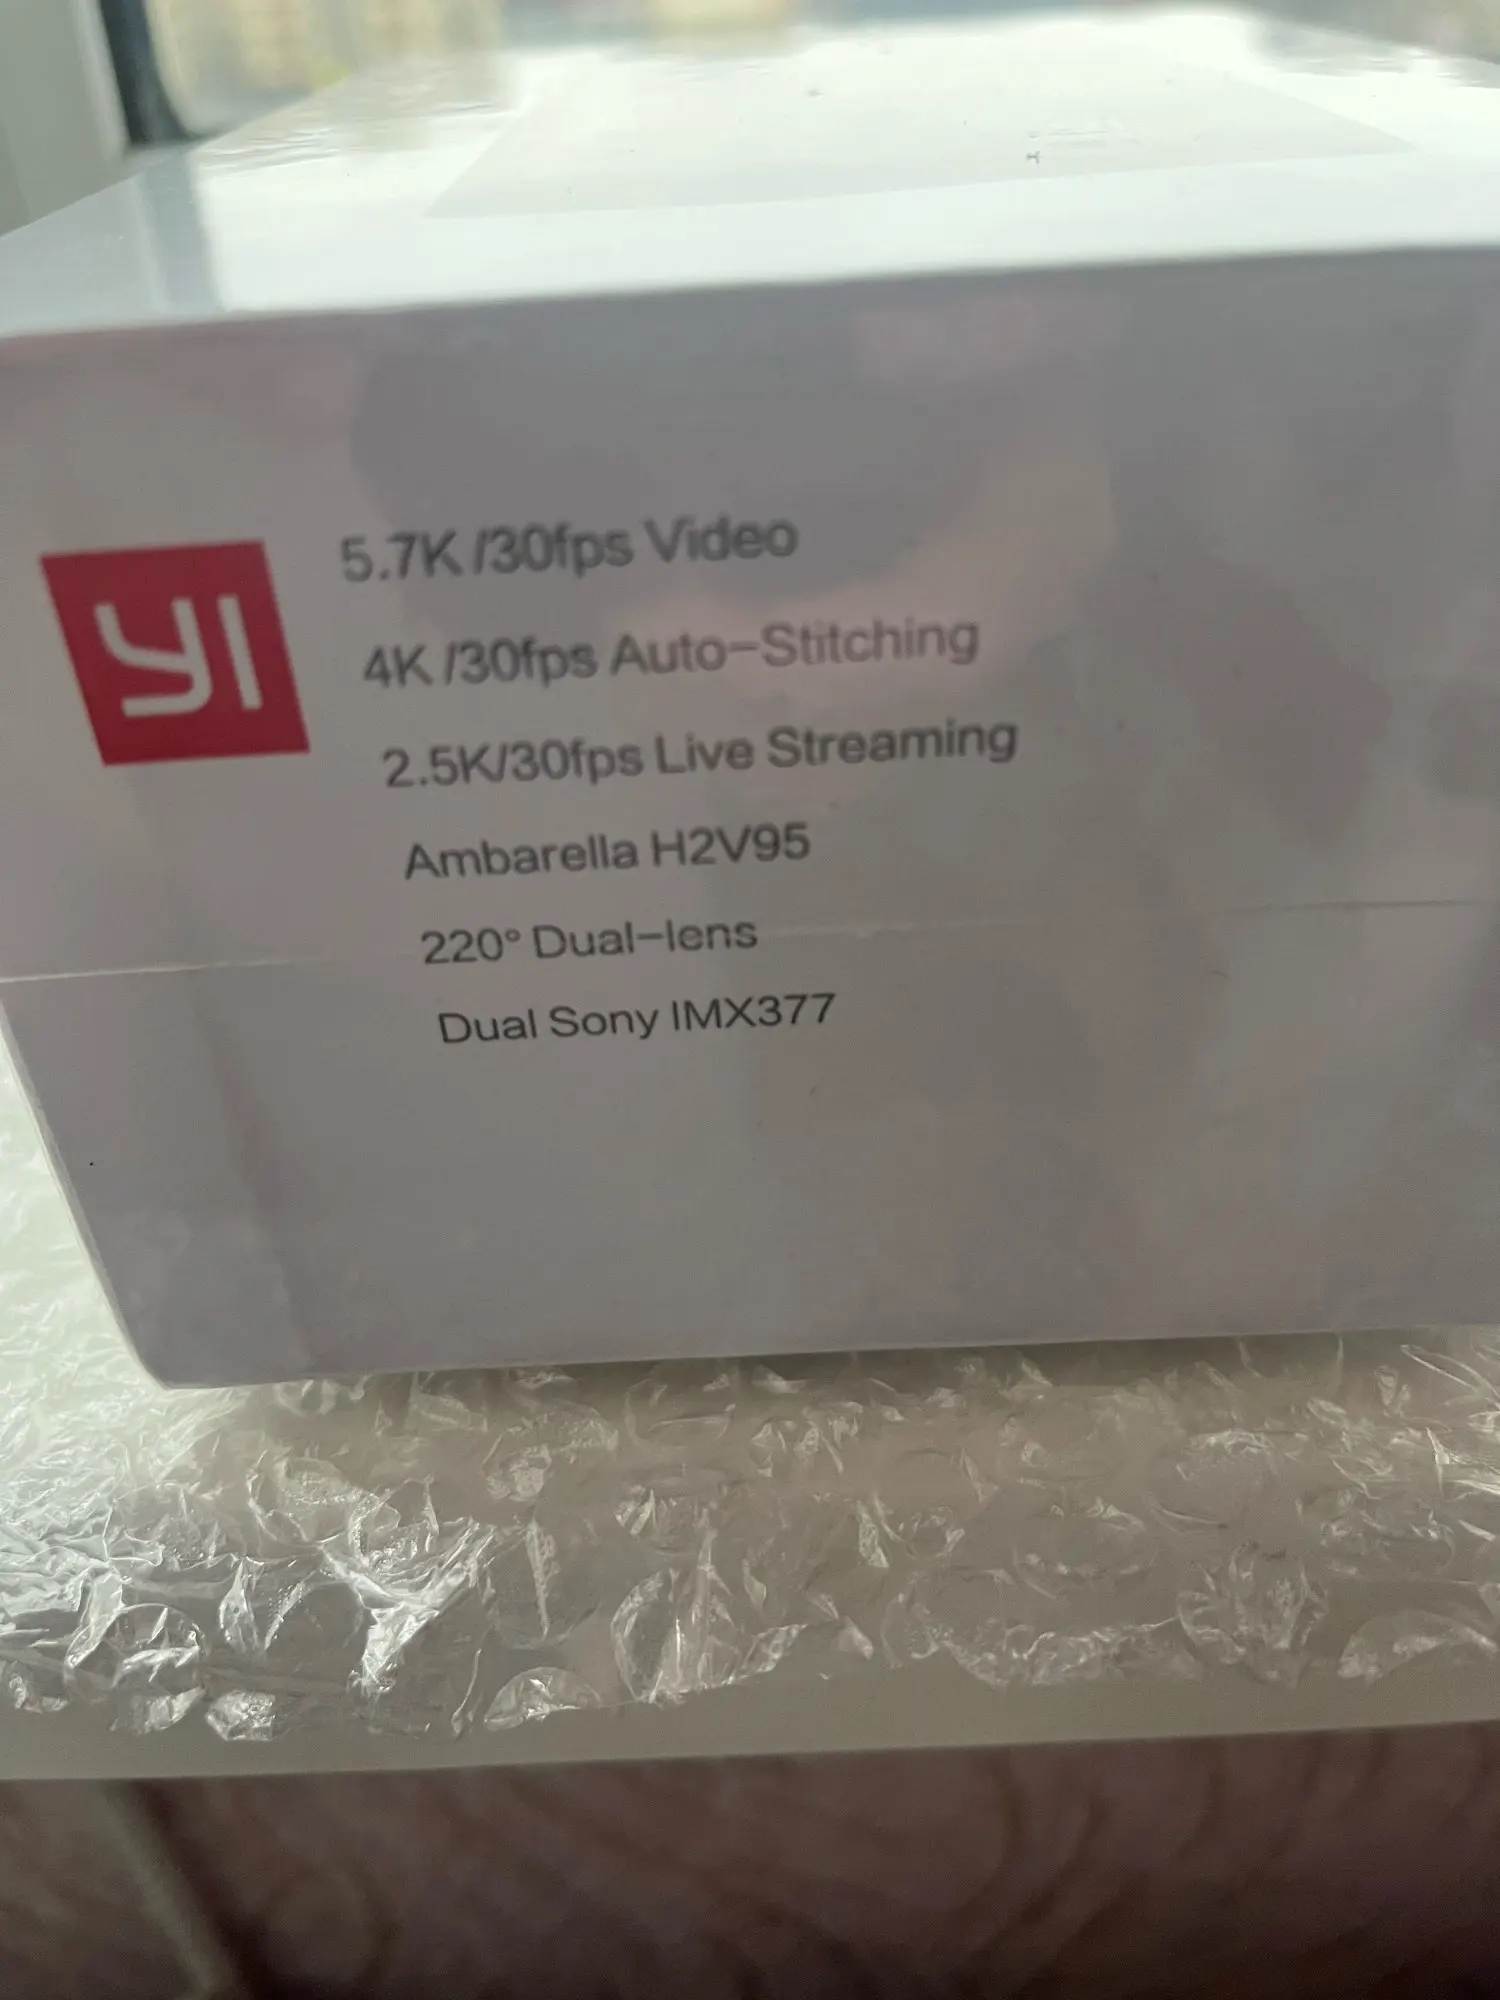 YI
5.7K/30fps Video
4K/30fps Auto-Stitching
2.5K/30fps Live Streaming
Ambarella H2V95
220° Dual-lens
Dual Sony IMX377